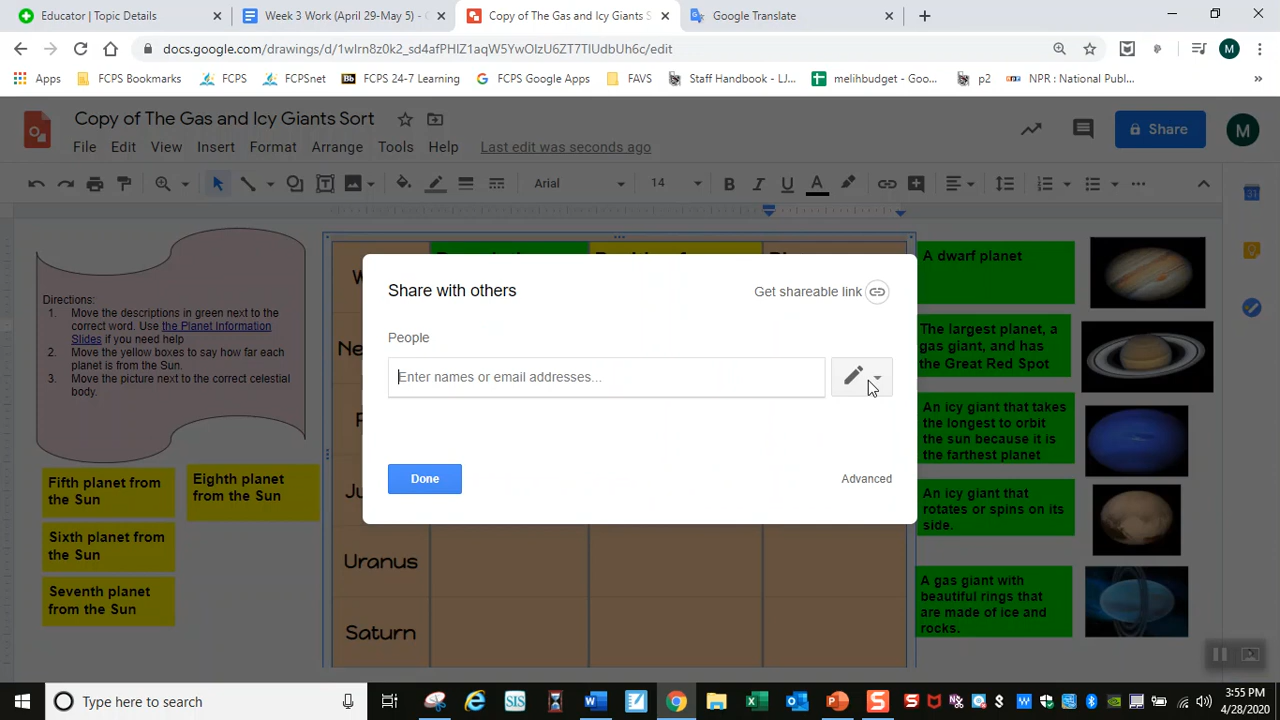 Educator | Topic Details
Week 3 Work (April 29-May 5) -
Copy of The Gas and Icy Giants S
Google Translate
docs.google.com/drawings/d/1wlrn8z0k2_sd4afPHIZ1aqW5YwOIzU6ZT7TlUdbUh6c/edit
M
Apps
FCPS Bookmarks
FCPS
FCPSnet
Bb FCPS 24-7 Learning
G FCPS Google Apps
FAVS
Staff Handbook - LJ...
melihbudget - Goo...
p2
npr NPR : National Publ...
»
Copy of The Gas and Icy Giants Sort
Share
M
File Edit View Insert Format Arrange Tools Help Last edit was seconds ago
Arial 14 B I U A
31
Directions:
1. Move the descriptions in green next to the
correct word. Use the Planet Information
Slides if you need help
2. Move the yellow boxes to say how far each
planet is from the Sun.
3. Move the picture next to the correct celestial
body.
Fifth planet from
the Sun
Eighth planet
from the Sun
Sixth planet from
the Sun
Seventh planet
from the Sun
Share with others
Get shareable link
People
Enter names or email addresses...
Done
Advanced
Uranus
Saturn
A dwarf planet
The largest planet, a
gas giant, and has
the Great Red Spot
An icy giant that takes
the longest to orbit
the sun because it is
the farthest planet
An icy giant that
rotates or spins on its
side.
A gas giant with
beautiful rings that
are made of ice and
rocks.
Type here to search
SIS
3:55 PM
4/28/2020